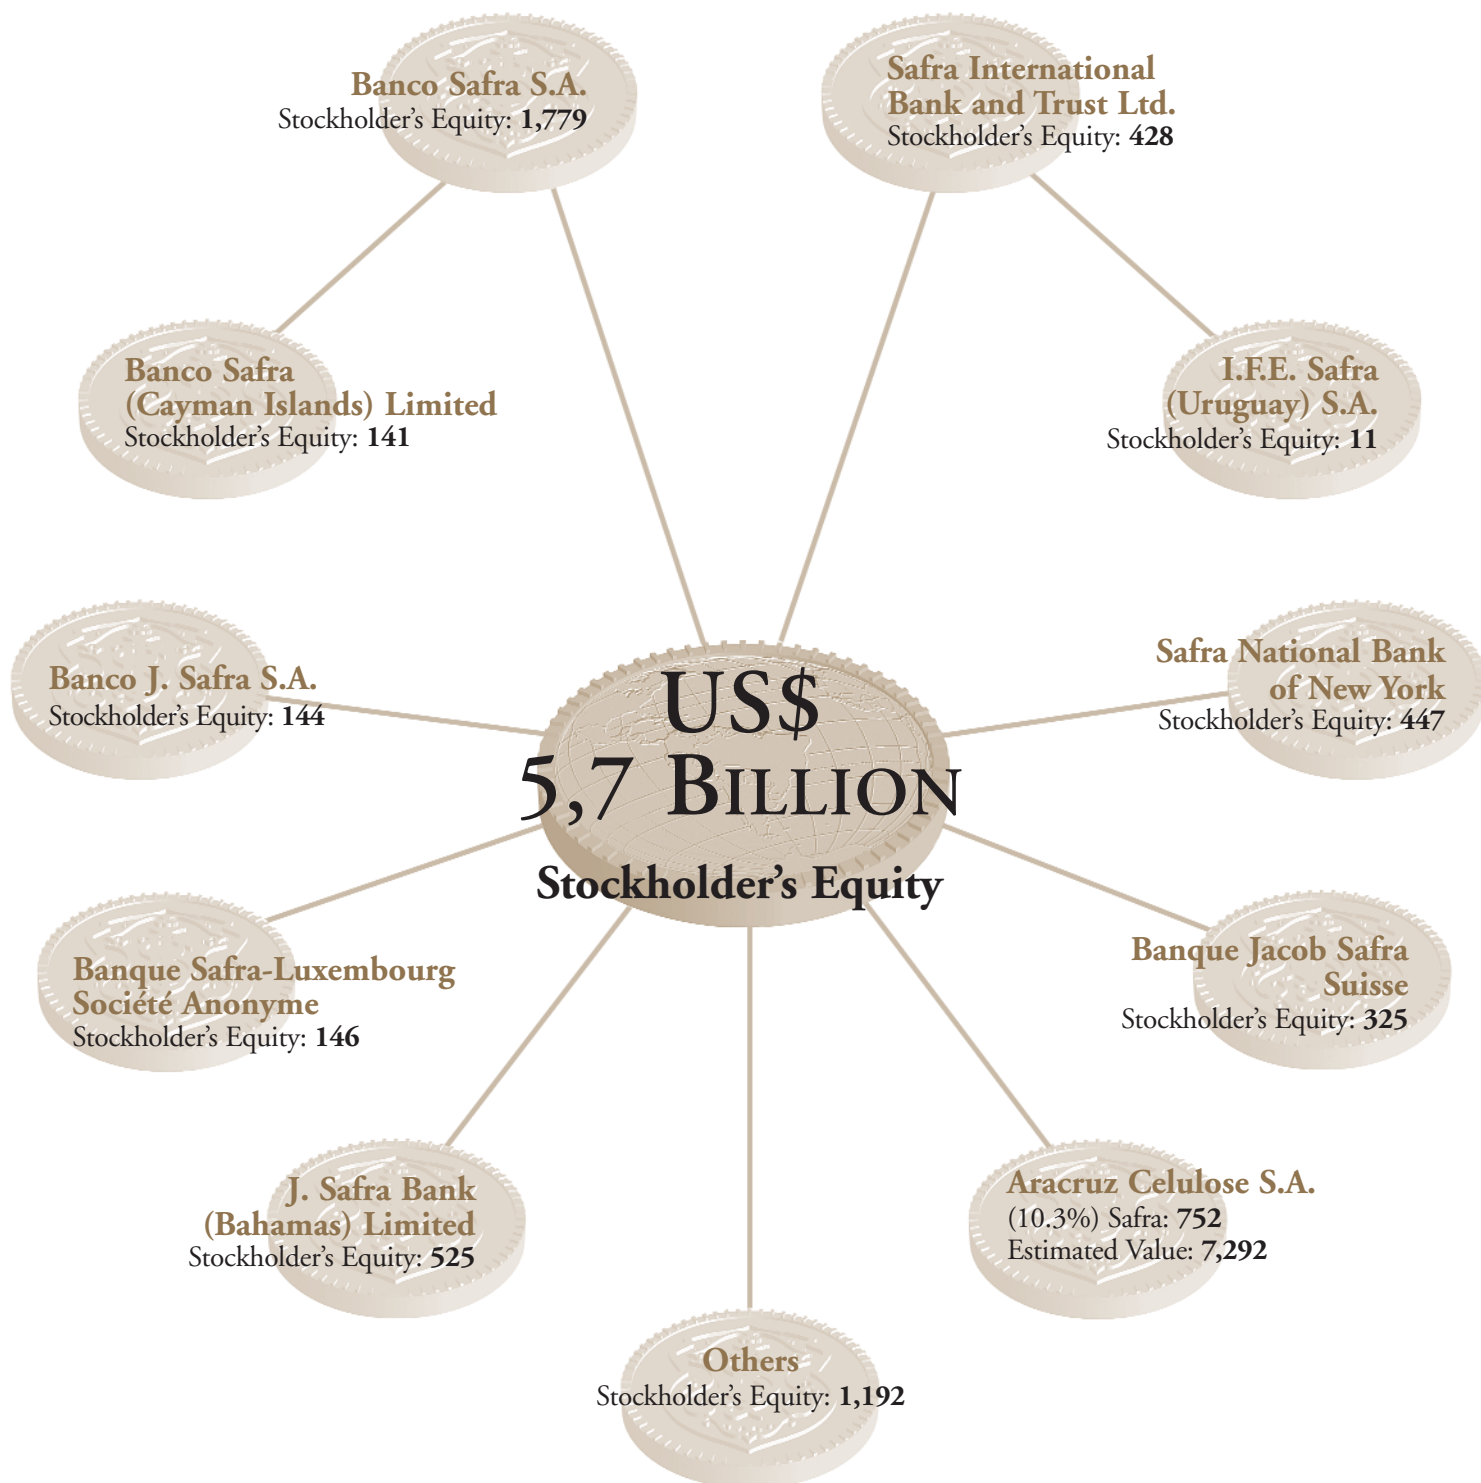 Banco Safra S.A.
Stockholder’s Equity: 1,779
Safra International
Bank and Trust Ltd.
Stockholder’s Equity: 428
Banco Safra
(Cayman Islands) Limited
Stockholder’s Equity: 141
I.F.E. Safra
(Uruguay) S.A.
Stockholder’s Equity: 11
Banco J. Safra S.A.
Stockholder’s Equity: 144
Safra National Bank
of New York
Stockholder’s Equity: 447
US$
5,7 BILLION
Stockholder’s Equity
Banque Safra-Luxembourg
Société Anonyme
Stockholder’s Equity: 146
Banque Jacob Safra
Suisse
Stockholder’s Equity: 325
J. Safra Bank
(Bahamas) Limited
Stockholder’s Equity: 525
Aracruz Celulose S.A.
(10.3%) Safra: 752
Estimated Value: 7,292
Others
Stockholder’s Equity: 1,192